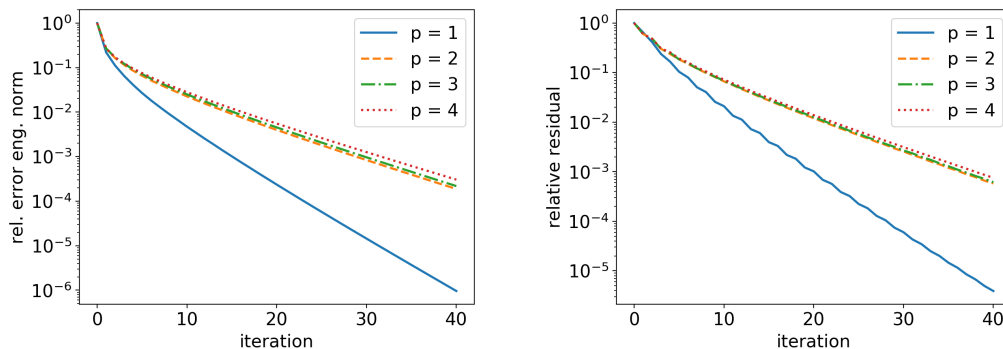 rel. error eng. norm
10^0
10^-1
10^-2
10^-3
10^-4
10^-5
10^-6
p = 1
p = 2
p = 3
p = 4
0 10 20 30 40
iteration
relative residual
10^0
10^-1
10^-2
10^-3
10^-4
10^-5
p = 1
p = 2
p = 3
p = 4
0 10 20 30 40
iteration